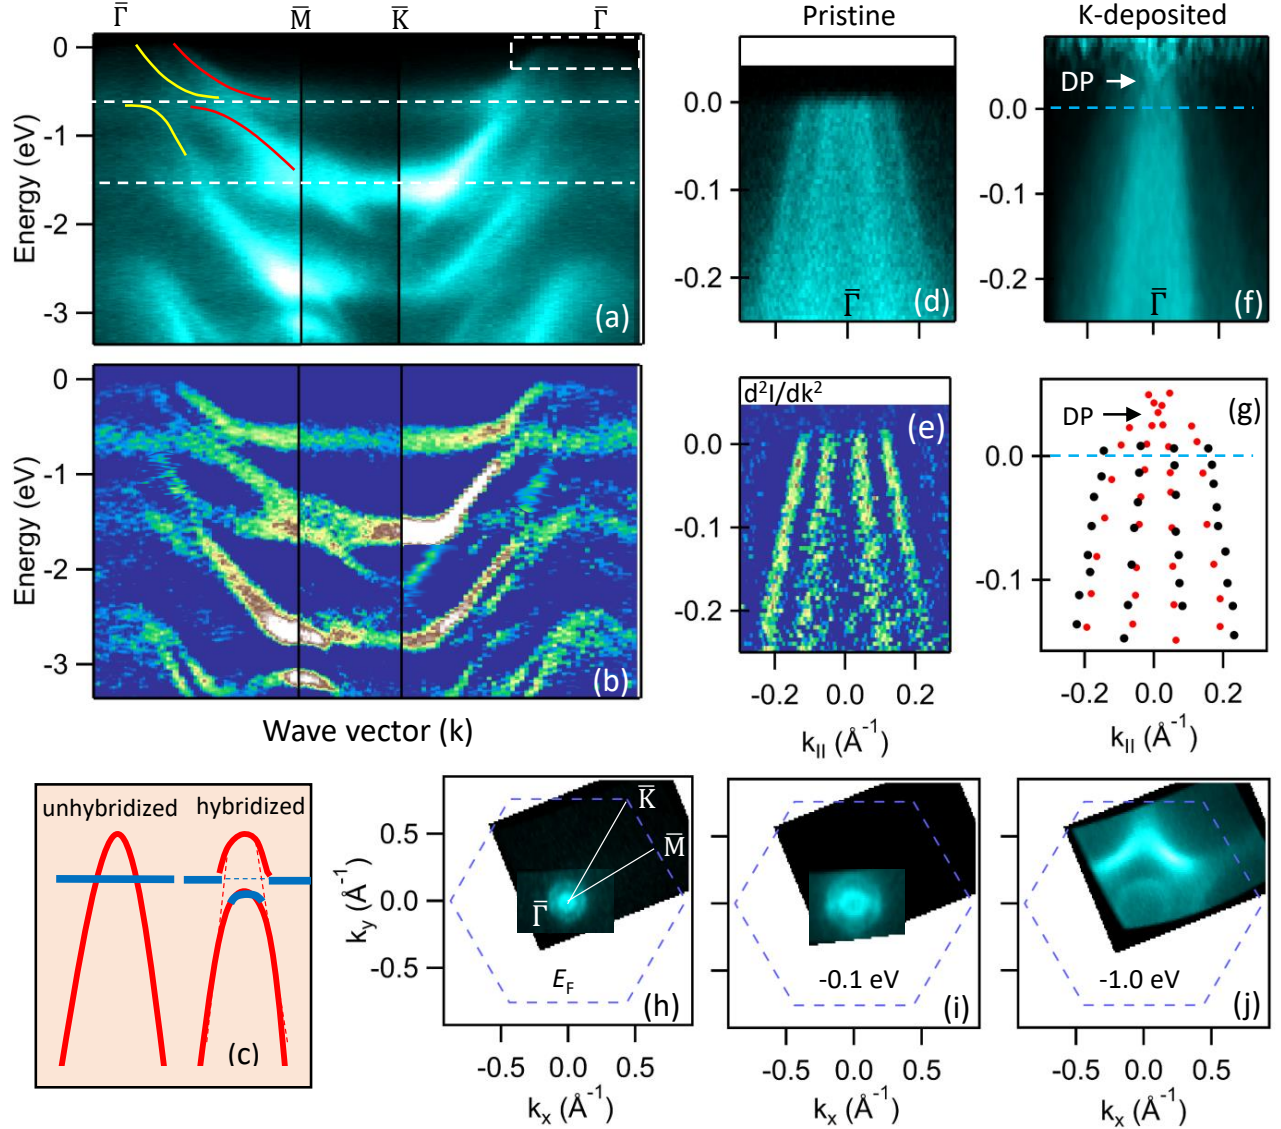 Γ̅ M̅ K̅ Γ̅
Pristine
K-deposited
0
-1
-2
-3
Energy (eV)
(a)
0.0
-0.1
-0.2
Γ̅
(d)
DP
0.0
-0.1
-0.2
Γ̅
(f)
0
-1
-2
-3
Energy (eV)
(b)
Wave vector (k)
d²I/dk²
(e)
0.0
-0.1
-0.2
-0.2 0.0 0.2
k_II (Å⁻¹)
DP
(g)
0.0
-0.1
-0.2 0.0 0.2
k_II (Å⁻¹)
unhybridized hybridized
(c)
K̅
M̅
Γ̅
E_F
(h)
0.5
0.0
-0.5
k_y (Å⁻¹)
-0.5 0.0 0.5
k_x (Å⁻¹)
-0.1 eV
(i)
-0.5 0.0 0.5
k_x (Å⁻¹)
-1.0 eV
(j)
-0.5 0.0 0.5
k_x (Å⁻¹)